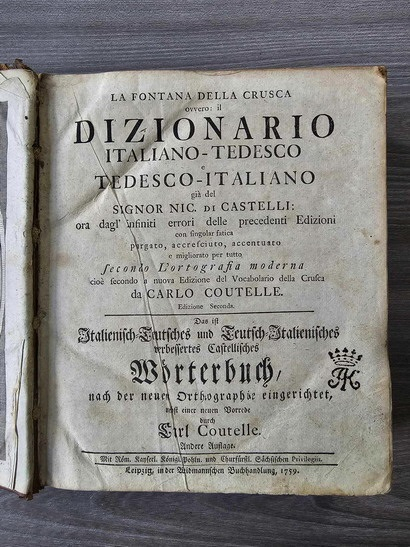 LA FONTANA DELLA CRUSCA
ovvero: il
DIZIONARIO
ITALIANO-TEDESCO
e
TEDESCO-ITALIANO
già del
SIGNOR NIC. DI CASTELLI:
ora dagl' infiniti errori delle precedenti Edizioni
con singolar fatica
purgato, accresciuto, accentuato
e migliorato per tutto
secondo L'ortografia moderna
cioè secondo a nuova Edizione del Vocabolario della Crusca
da CARLO COUTELLE.
Edizione Seconda.
Das ist
Italienisch-Teutsches und Teutsch-Italienisches
verbessertes Castellisches
Wörterbuch,
nach der neuen Orthographie eingerichtet,
nebst einer neuen Vorrede
durch
Carl Coutelle.
Andere Auflage.
Mit Röm. Kayserl. Königl. Pohln. und Churfürstl. Sächsischen Privilegiis.
Leipzig, in der Widmannischen Buchhandlung, 1759.